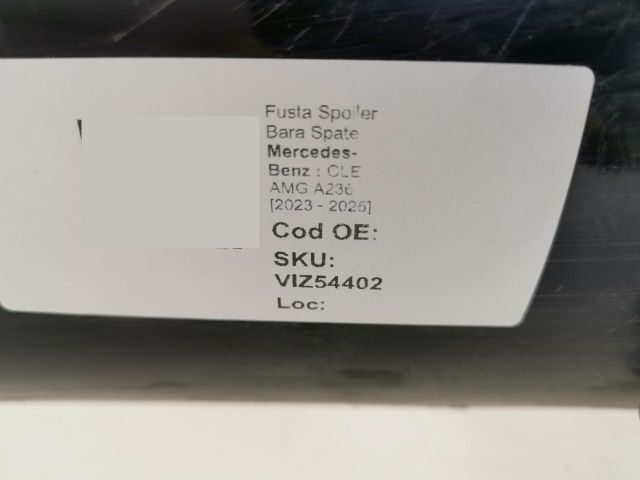 Fusta Spoiler
Bara Spate
Mercedes-
Benz : CLE
AMG A236
[2023 - 2025]
Cod OE:
SKU:
VIZ54402
Loc: